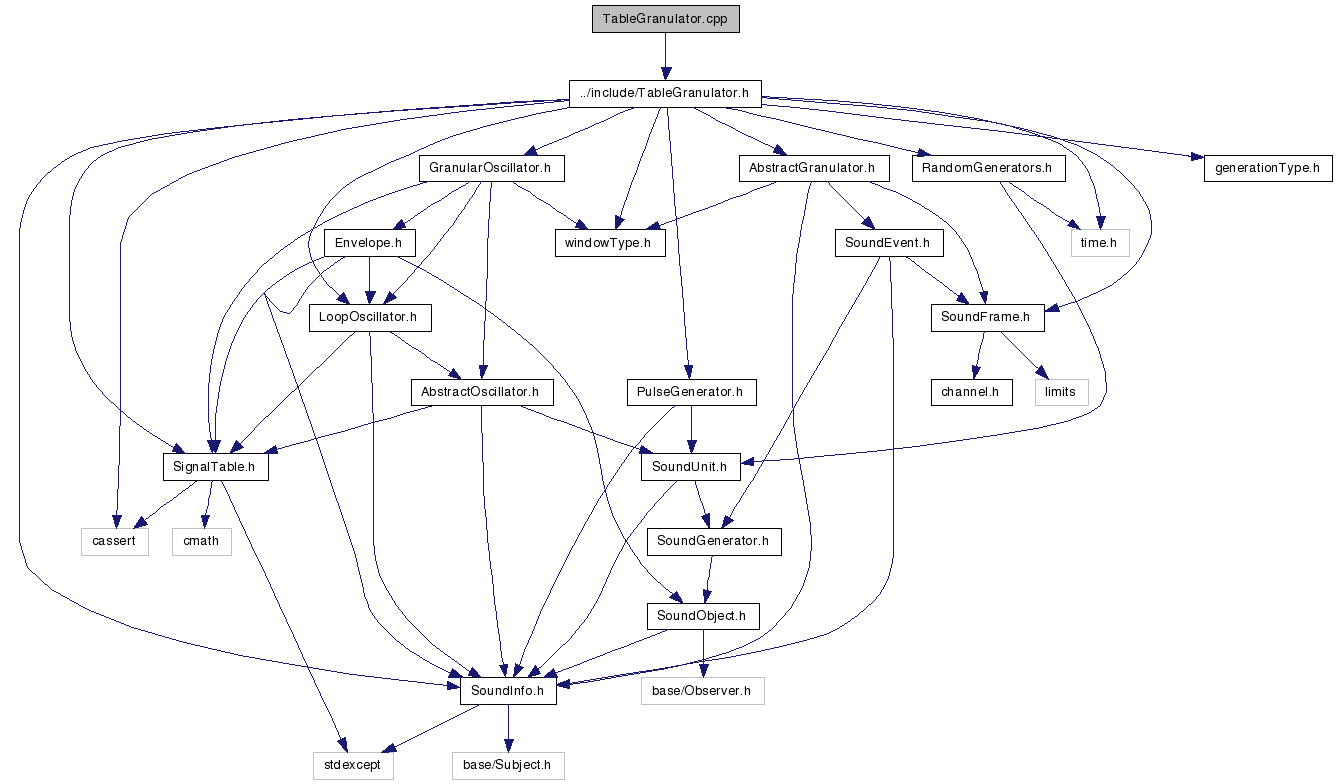 TableGranulator.cpp
../include/TableGranulator.h
GranularOscillator.h
AbstractGranulator.h
RandomGenerators.h
generationType.h
Envelope.h
windowType.h
SoundEvent.h
time.h
LoopOscillator.h
SoundFrame.h
AbstractOscillator.h
PulseGenerator.h
channel.h
limits
SignalTable.h
SoundUnit.h
cassert
cmath
SoundGenerator.h
SoundObject.h
SoundInfo.h
base/Observer.h
stdexcept
base/Subject.h